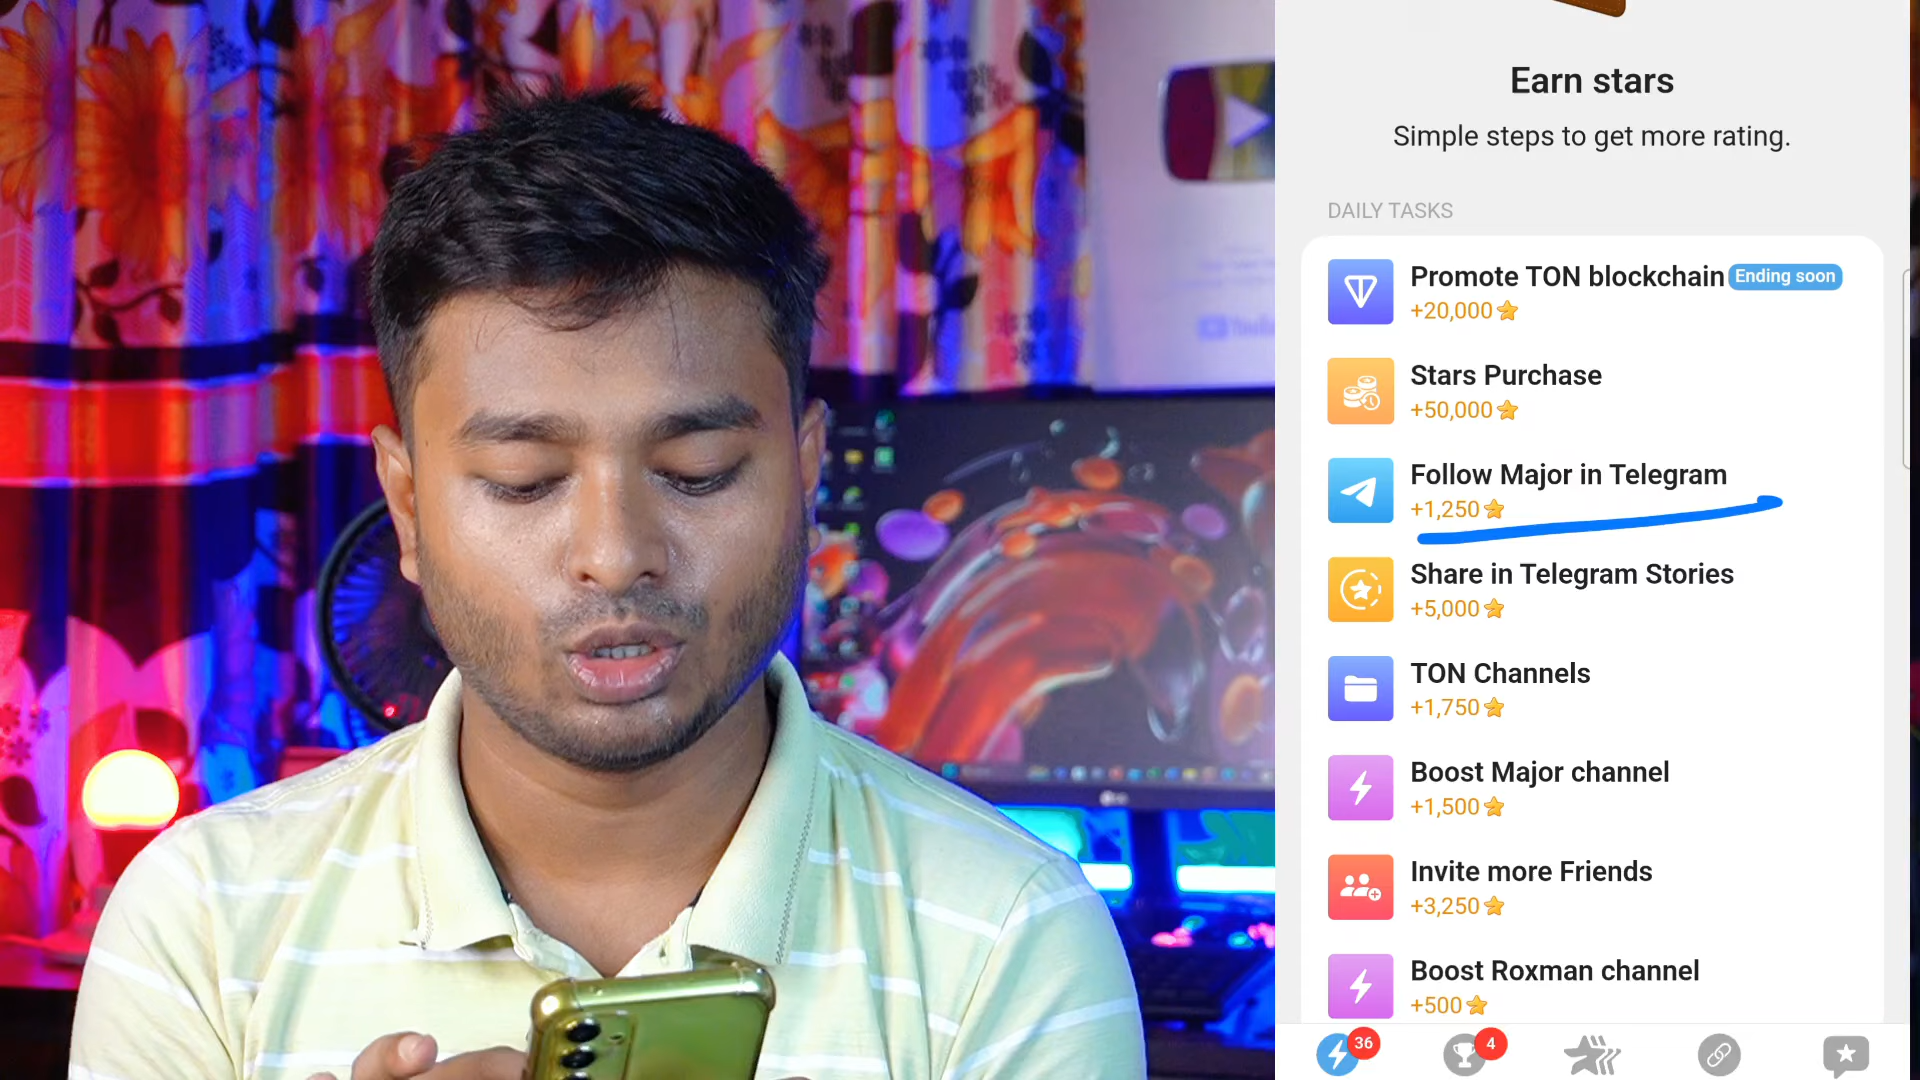 Earn stars
Simple steps to get more rating.
DAILY TASKS
Promote TON blockchain Ending soon
+20,000
Stars Purchase
+50,000
Follow Major in Telegram
+1,250
Share in Telegram Stories
+5,000
TON Channels
+1,750
Boost Major channel
+1,500
Invite more Friends
+3,250
Boost Roxman channel
+500
36
4